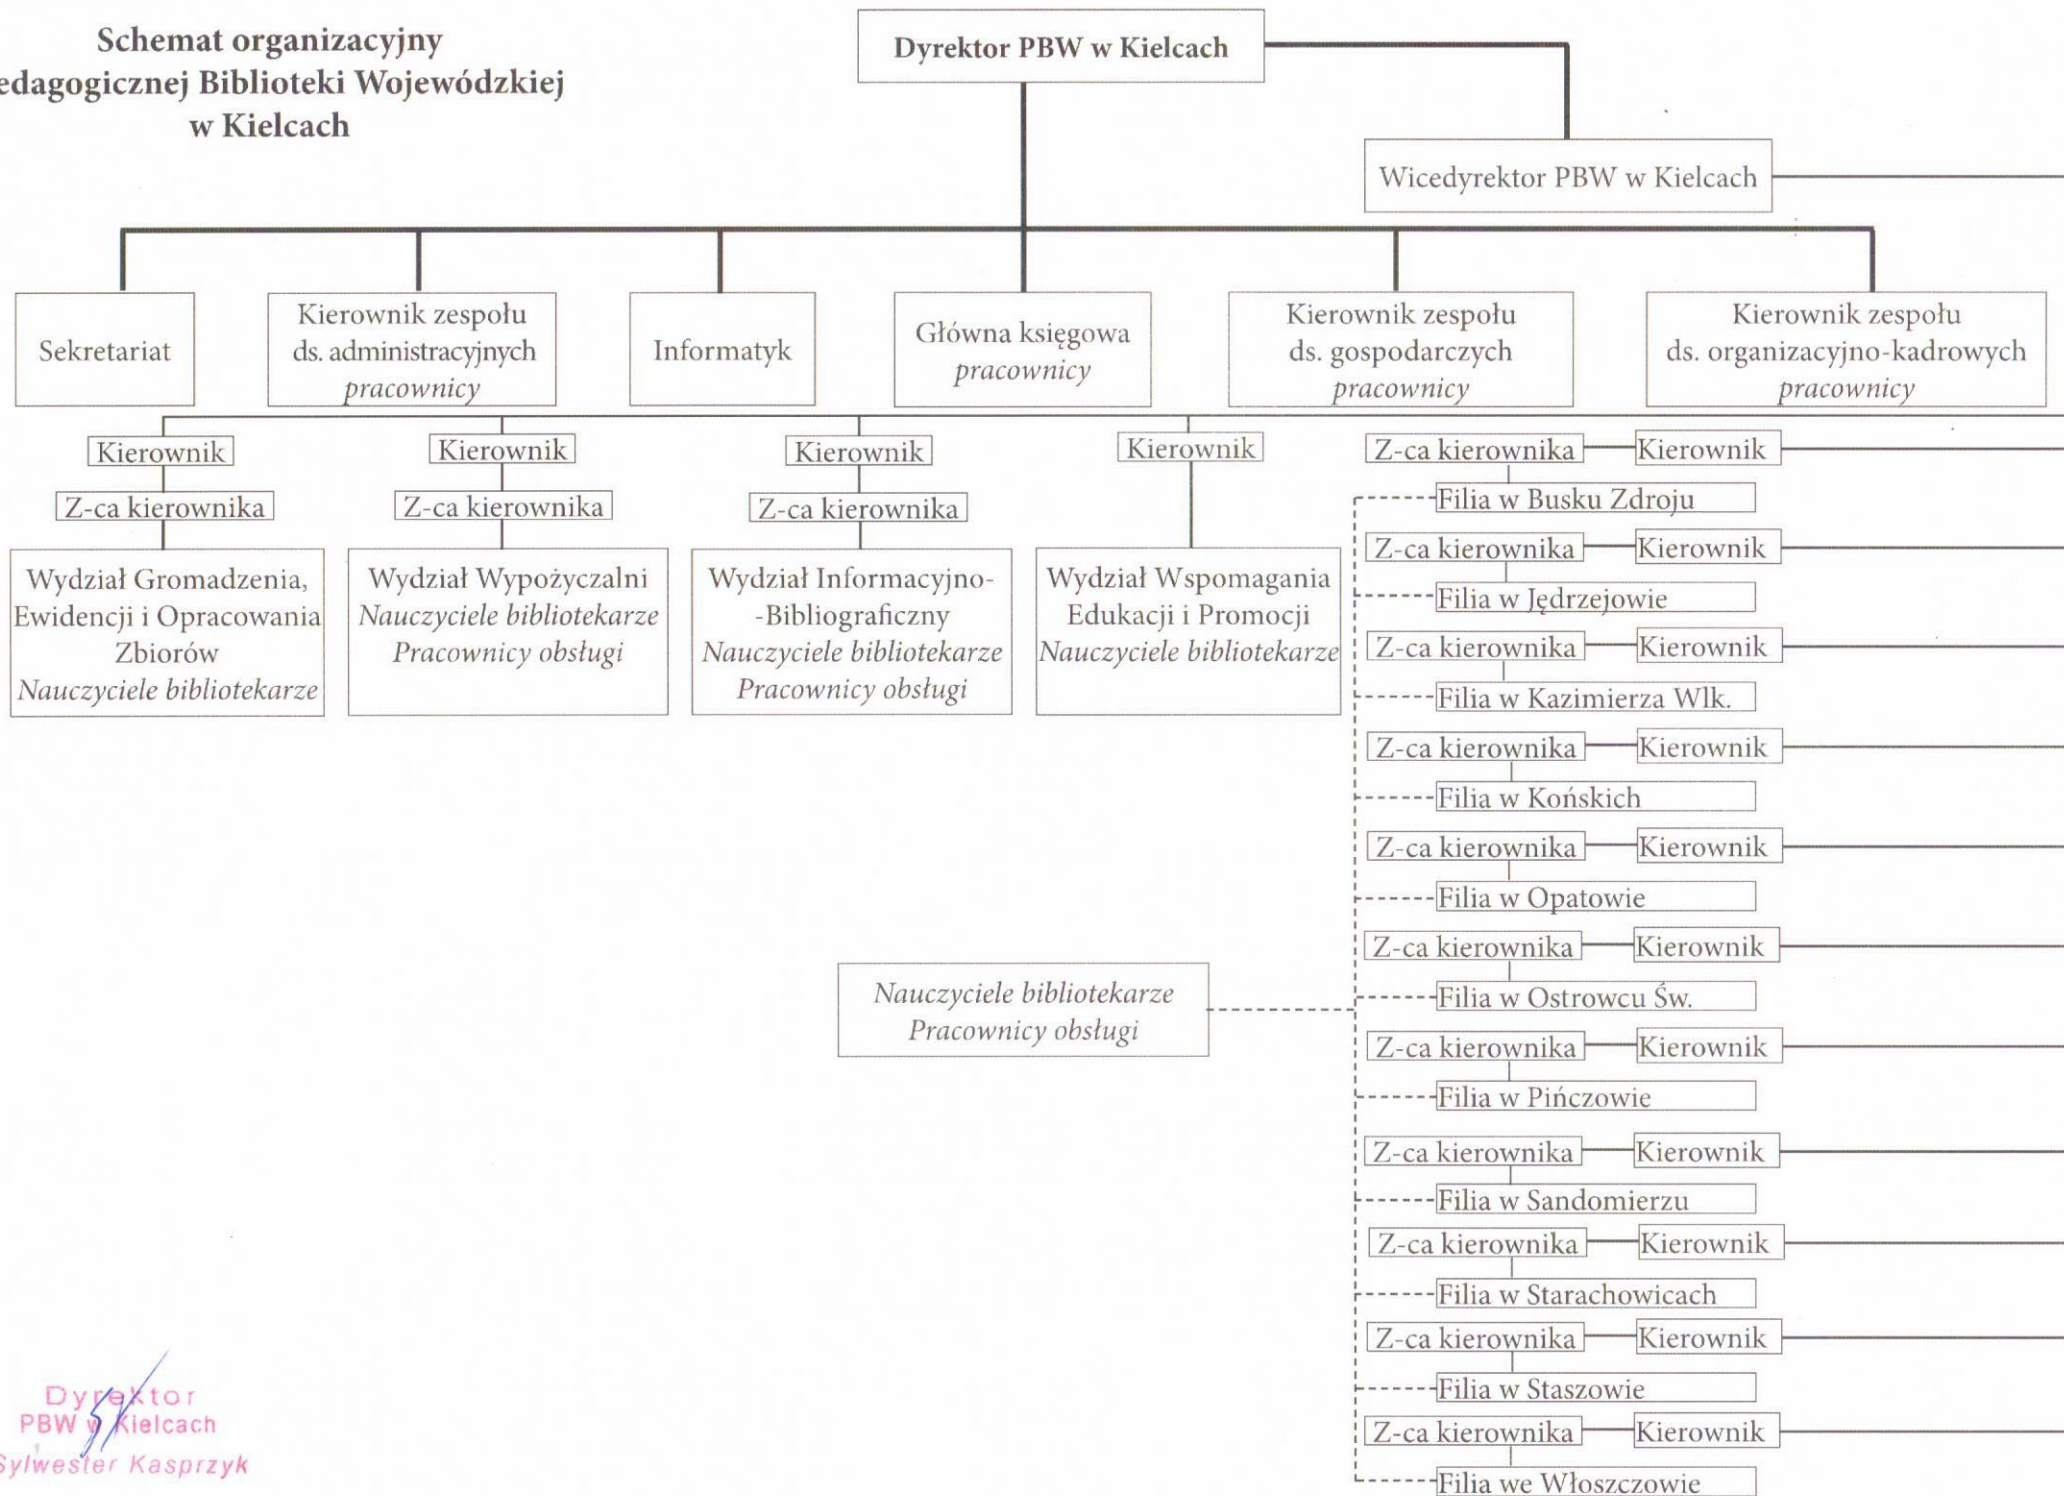 Schemat organizacyjny
edagogicznej Biblioteki Wojewódzkiej
w Kielcach
Dyrektor PBW w Kielcach
Wicedyrektor PBW w Kielcach
Sekretariat
Kierownik zespołu
ds. administracyjnych
pracownicy
Informatyk
Główna księgowa
pracownicy
Kierownik zespołu
ds. gospodarczych
pracownicy
Kierownik zespołu
ds. organizacyjno-kadrowych
pracownicy
Kierownik
Z-ca kierownika
Wydział Gromadzenia,
Ewidencji i Opracowania
Zbiorów
Nauczyciele bibliotekarze
Kierownik
Z-ca kierownika
Wydział Wypożyczalni
Nauczyciele bibliotekarze
Pracownicy obsługi
Kierownik
Z-ca kierownika
Wydział Informacyjno-
-Bibliograficzny
Nauczyciele bibliotekarze
Pracownicy obsługi
Kierownik
Wydział Wspomagania
Edukacji i Promocji
Nauczyciele bibliotekarze
Z-ca kierownika Kierownik
Filia w Busku Zdroju
Z-ca kierownika Kierownik
Filia w Jędrzejowie
Z-ca kierownika Kierownik
Filia w Kazimierza Wlk.
Z-ca kierownika Kierownik
Filia w Końskich
Z-ca kierownika Kierownik
Filia w Opatowie
Z-ca kierownika Kierownik
Filia w Ostrowcu Św.
Z-ca kierownika Kierownik
Filia w Pińczowie
Z-ca kierownika Kierownik
Filia w Sandomierzu
Z-ca kierownika Kierownik
Filia w Starachowicach
Z-ca kierownika Kierownik
Filia w Staszowie
Z-ca kierownika Kierownik
Filia we Włoszczowie
Nauczyciele bibliotekarze
Pracownicy obsługi
Dyrektor
PBW w Kielcach
Sylwester Kasprzyk